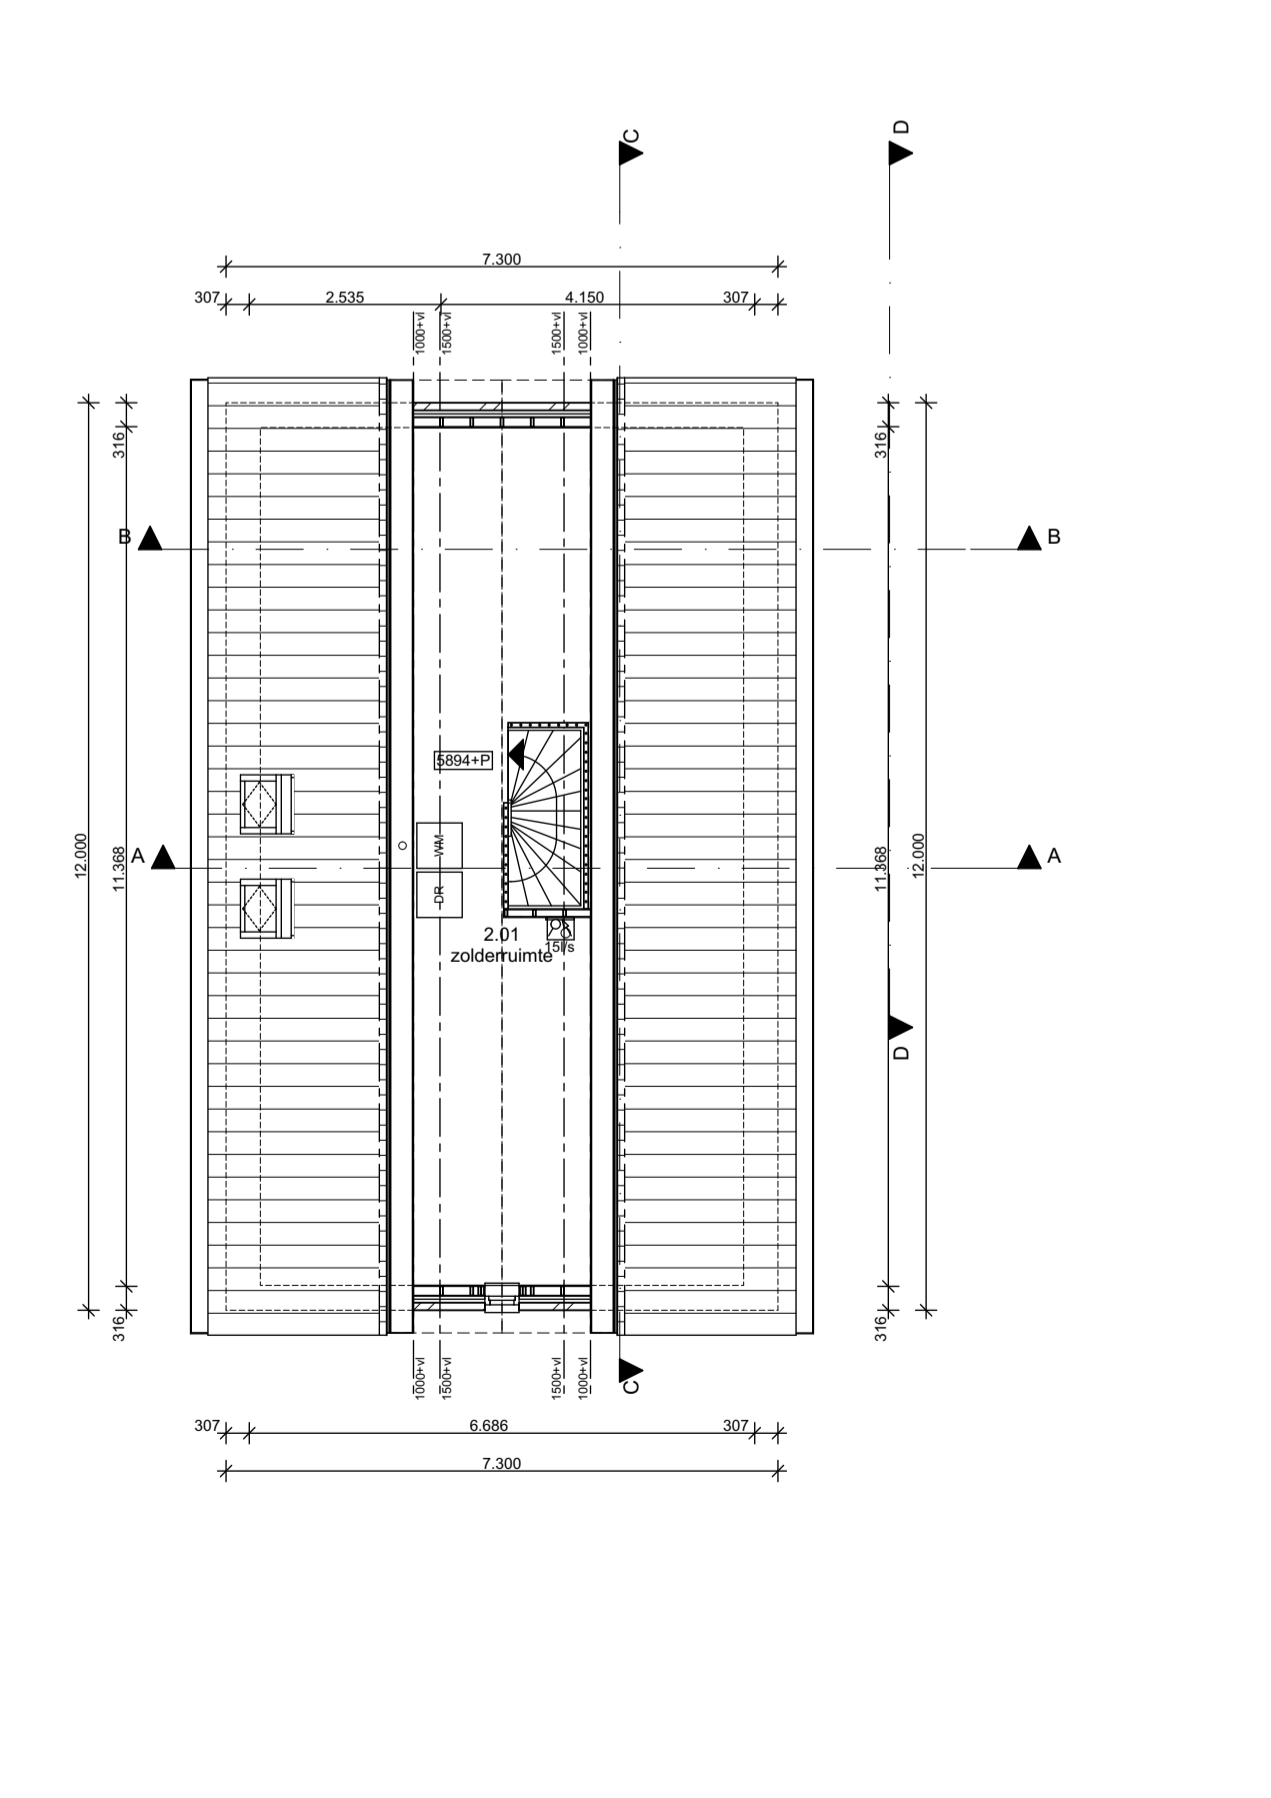 C
D
7.300
307
2.535
4.150
307
1000+vl
1500+vl
1500+vl
1000+vl
316
316
B
B
5894+P
12.000
11.368
A
WM
DR
11.368
12.000
A
2.01
zolderruimte
15l/s
D
316
316
1000+vl
1500+vl
1500+vl
1000+vl
C
307
6.686
307
7.300